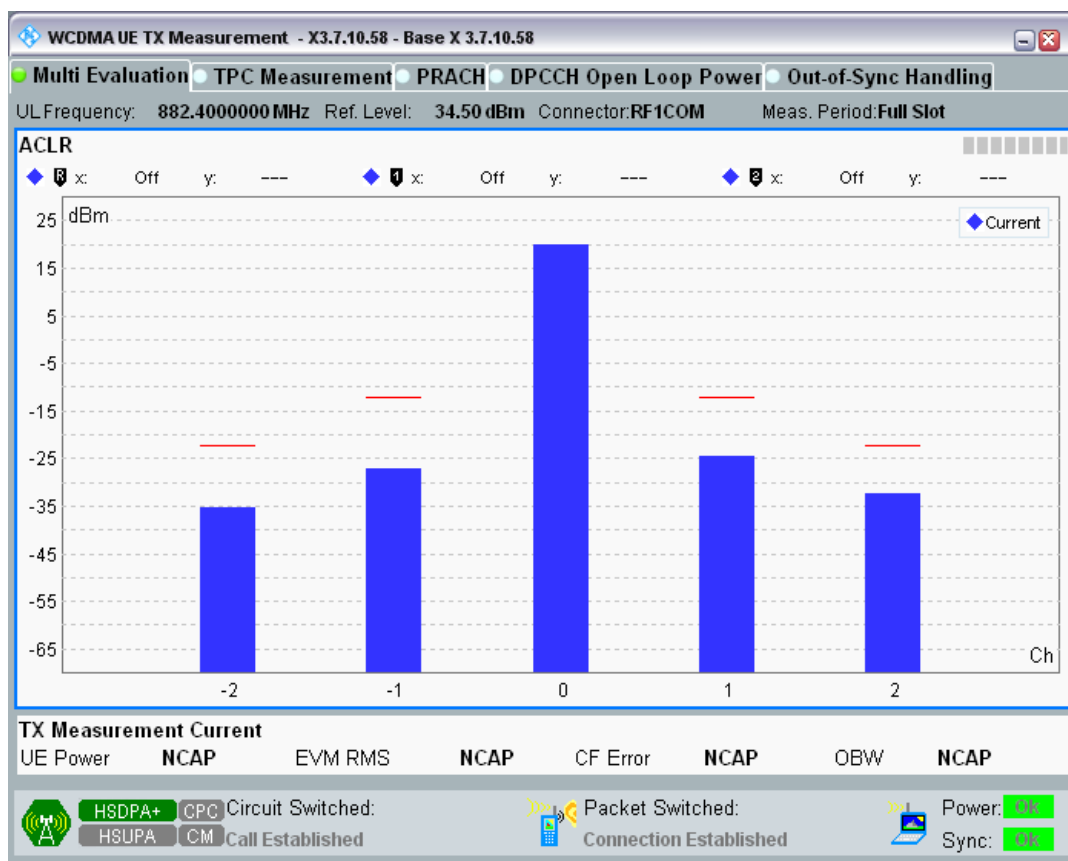 WCDMA UE TX Measurement - X3.7.10.58 - Base X 3.7.10.58
Multi Evaluation TPC Measurement PRACH DPCCH Open Loop Power Out-of-Sync Handling
UL Frequency: 882.4000000 MHz Ref. Level: 34.50 dBm Connector:RF1COM Meas. Period:Full Slot
ACLR
R x: Off y: --- 1 x: Off y: --- 2 x: Off y: ---
dBm
Current
25
15
5
-5
-15
-25
-35
-45
-55
-65
Ch
-2 -1 0 1 2
TX Measurement Current
UE Power NCAP EVM RMS NCAP CF Error NCAP OBW NCAP
HSDPA+ CPC Circuit Switched: Packet Switched: Power: Ok
HSUPA CM Call Established Connection Established Sync: Ok